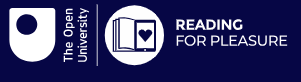 The Open
University
READING
FOR PLEASURE